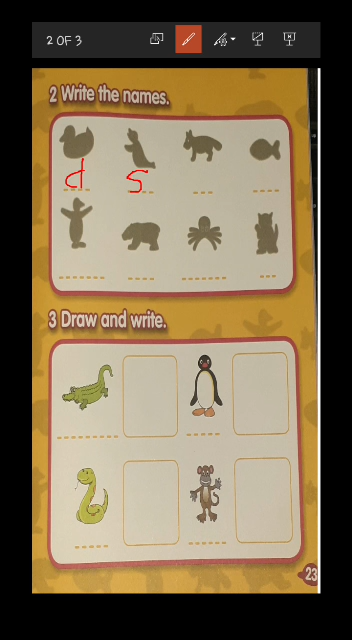 2 OF 3
2 Write the names.
d s
3 Draw and write.
23